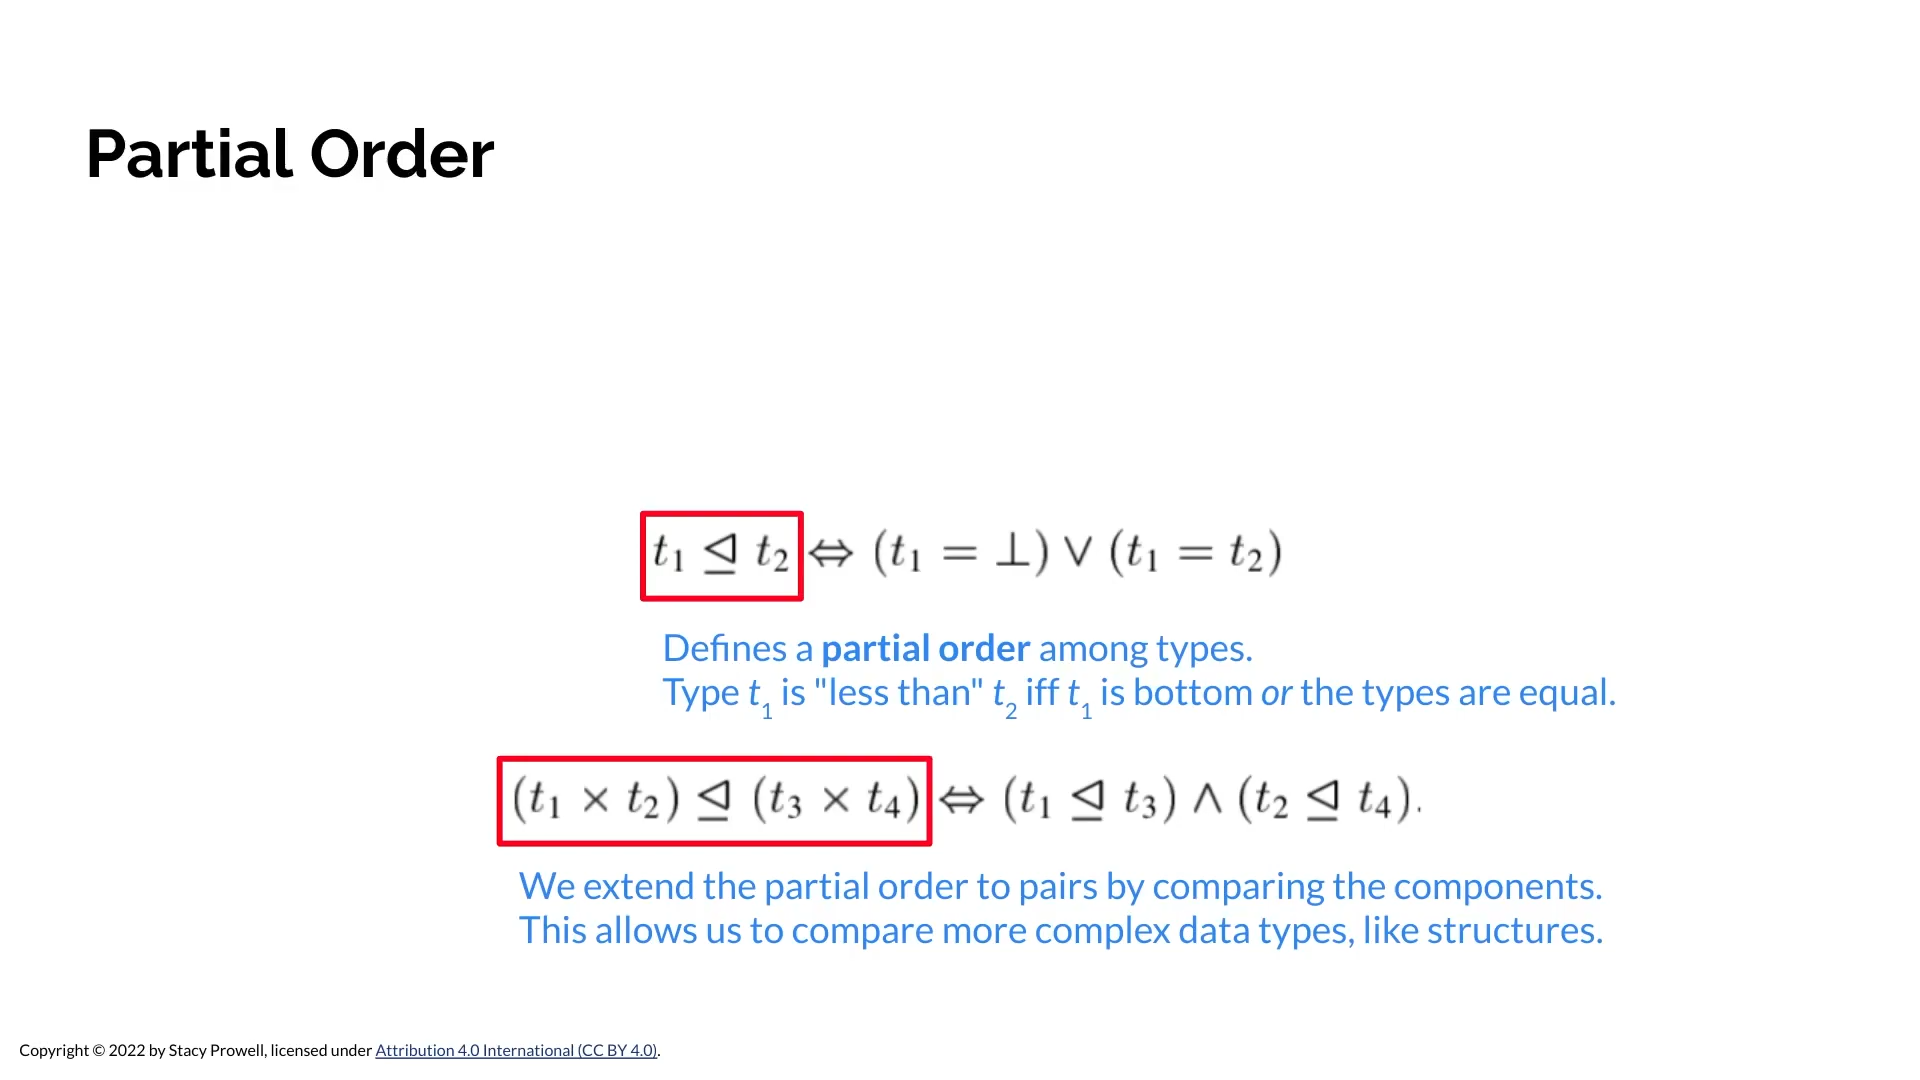 Partial Order
t₁ ⊴ t₂ ⇔ (t₁ = ⊥) ∨ (t₁ = t₂)
Defines a partial order among types.
Type t₁ is "less than" t₂ iff t₁ is bottom or the types are equal.
(t₁ × t₂) ⊴ (t₃ × t₄) ⇔ (t₁ ⊴ t₃) ∧ (t₂ ⊴ t₄).
We extend the partial order to pairs by comparing the components.
This allows us to compare more complex data types, like structures.
Copyright © 2022 by Stacy Prowell, licensed under Attribution 4.0 International (CC BY 4.0).